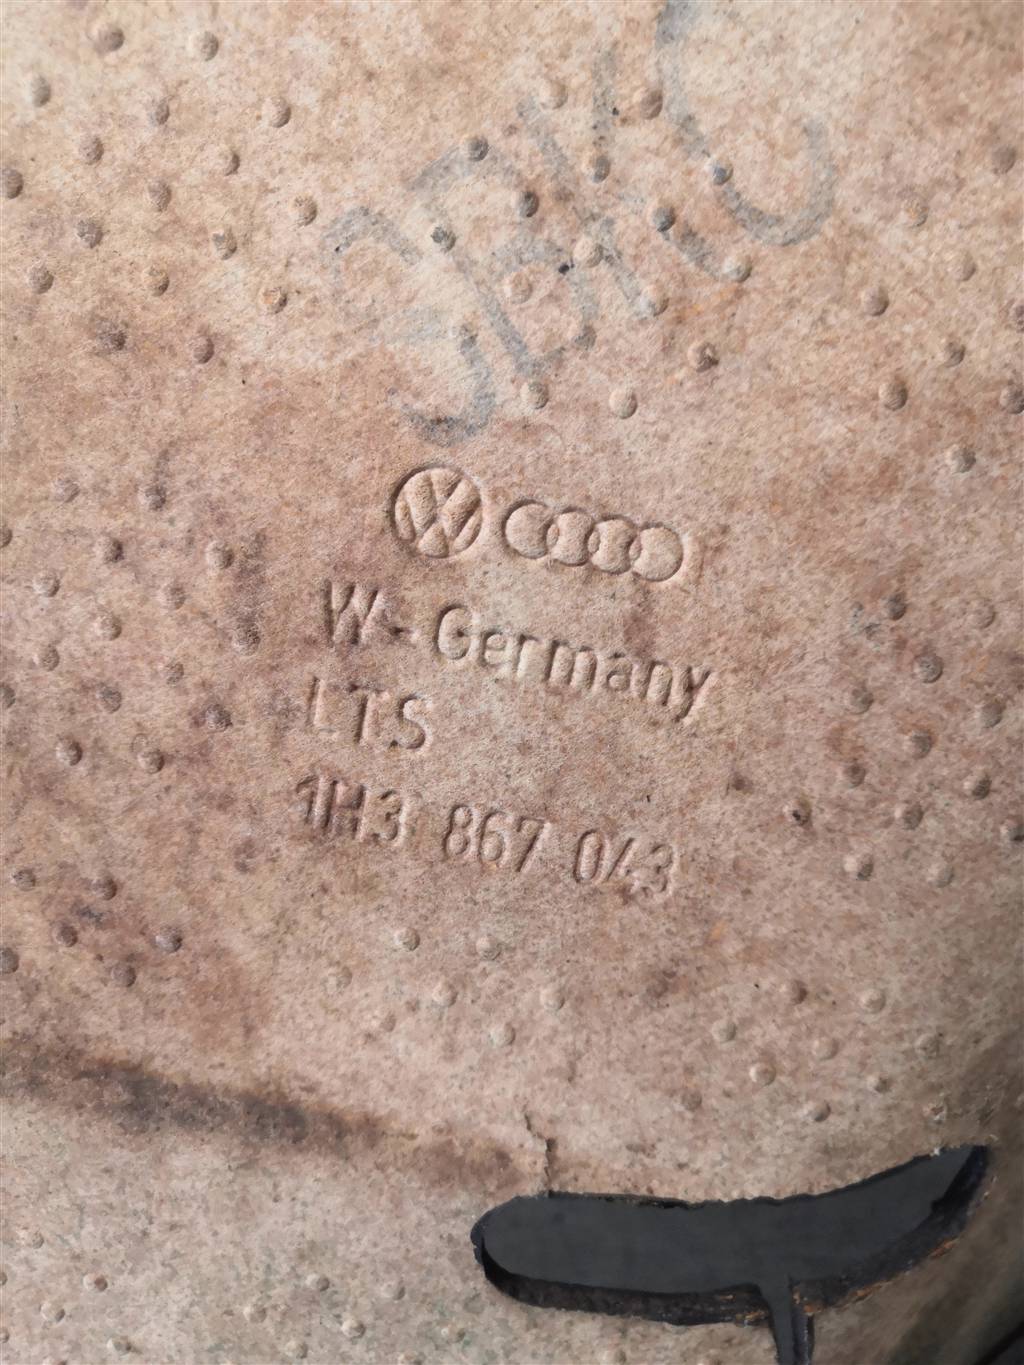 W-Germany
LTS
1H3 867 043